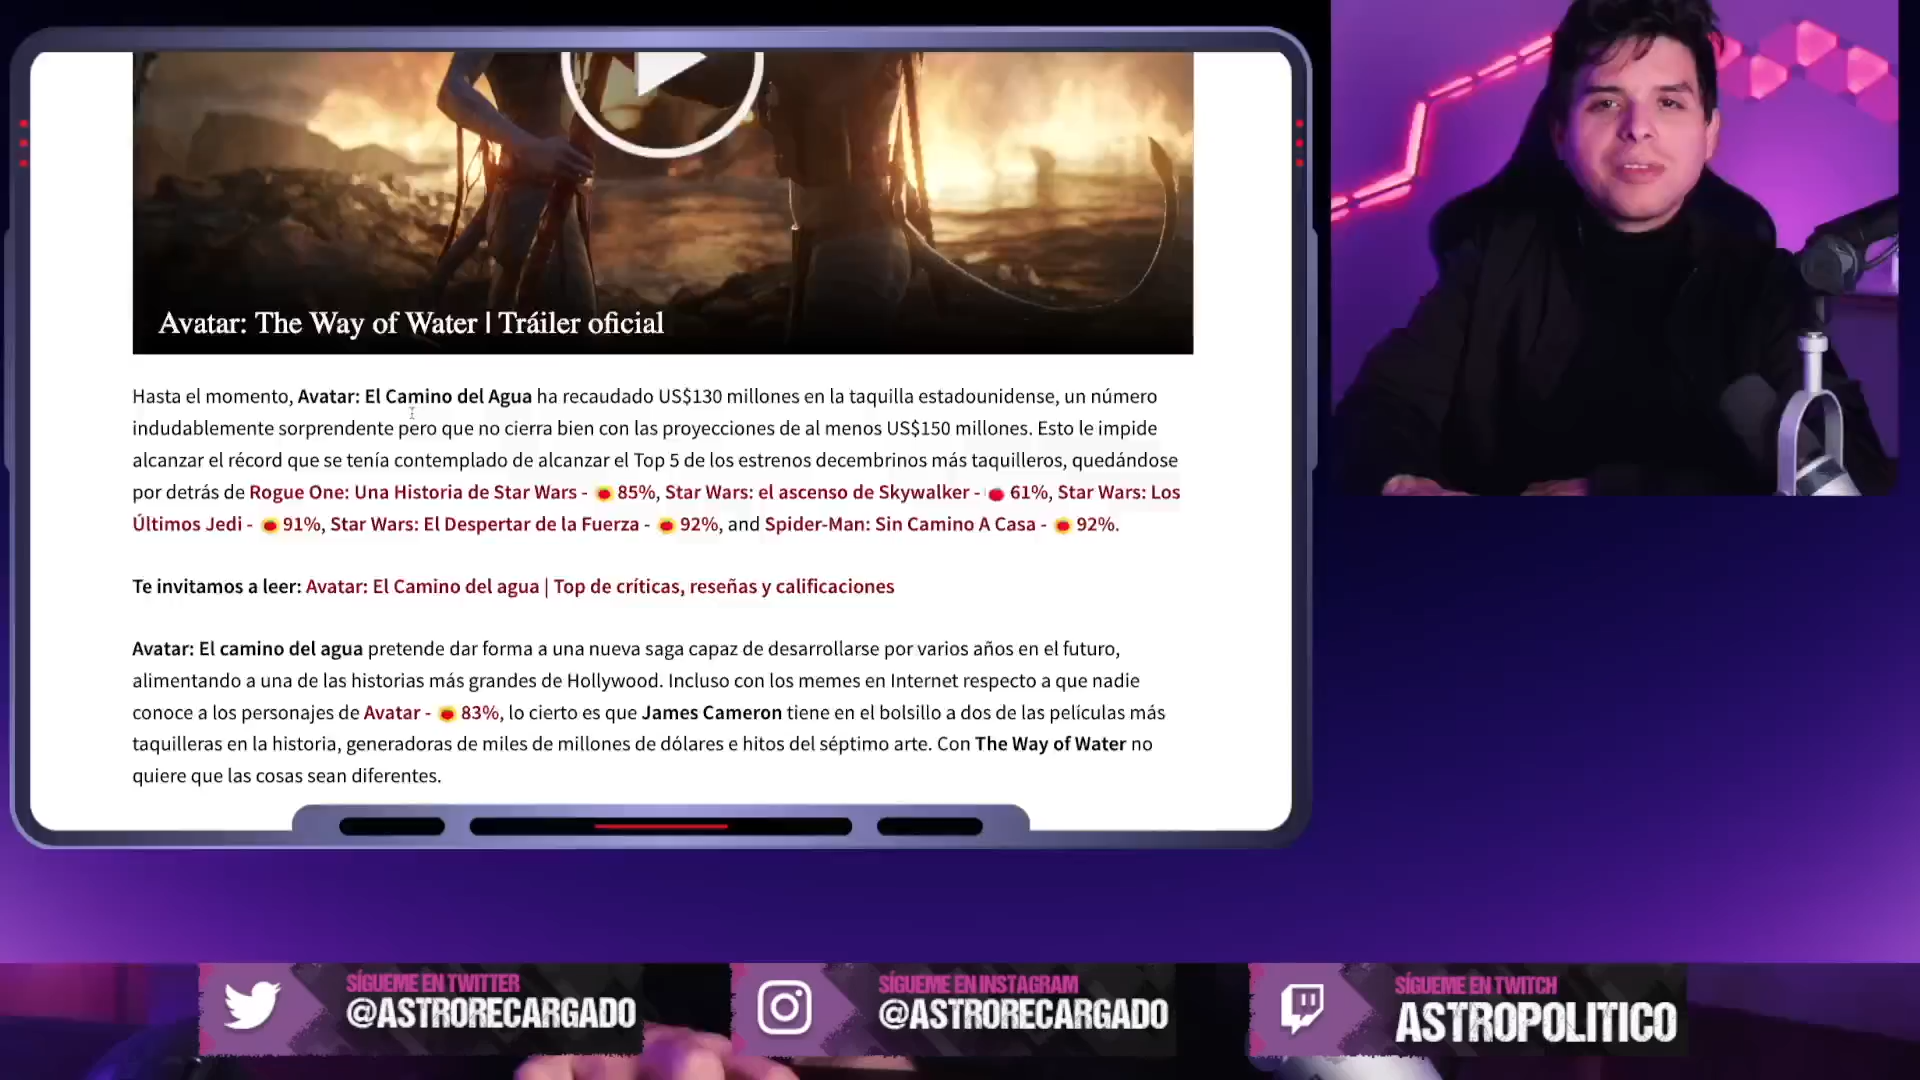 Avatar: The Way of Water | Tráiler oficial
Hasta el momento, Avatar: El Camino del Agua ha recaudado US$130 millones en la taquilla estadounidense, un número
indudablemente sorprendente pero que no cierra bien con las proyecciones de al menos US$150 millones. Esto le impide
alcanzar el récord que se tenía contemplado de alcanzar el Top 5 de los estrenos decembrinos más taquilleros, quedándose
por detrás de Rogue One: Una Historia de Star Wars - 85%, Star Wars: el ascenso de Skywalker - 61%, Star Wars: Los
Últimos Jedi - 91%, Star Wars: El Despertar de la Fuerza - 92%, and Spider-Man: Sin Camino A Casa - 92%.
Te invitamos a leer: Avatar: El Camino del agua | Top de críticas, reseñas y calificaciones
Avatar: El camino del agua pretende dar forma a una nueva saga capaz de desarrollarse por varios años en el futuro,
alimentando a una de las historias más grandes de Hollywood. Incluso con los memes en Internet respecto a que nadie
conoce a los personajes de Avatar - 83%, lo cierto es que James Cameron tiene en el bolsillo a dos de las películas más
taquilleras en la historia, generadoras de miles de millones de dólares e hitos del séptimo arte. Con The Way of Water no
quiere que las cosas sean diferentes.
SÍGUEME EN TWITTER
@ASTRORECARGADO
SÍGUEME EN INSTAGRAM
@ASTRORECARGADO
SÍGUEME EN TWITCH
ASTROPOLITICO